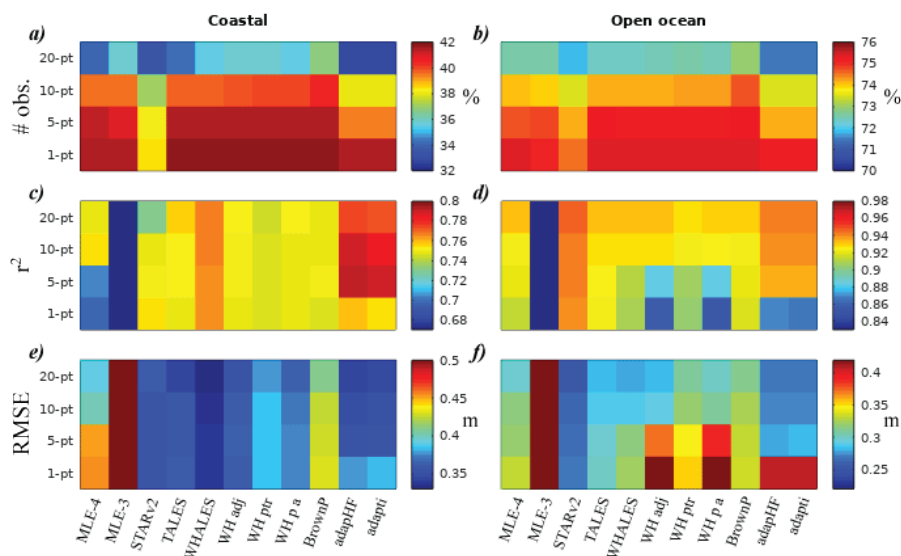 Coastal
Open ocean
a)
b)
20-pt
10-pt
5-pt
1-pt
# obs.
42
40
38
36
34
32
%
76
75
74
73
72
71
70
%
c)
d)
20-pt
10-pt
5-pt
1-pt
r²
0.8
0.78
0.76
0.74
0.72
0.7
0.68
0.98
0.96
0.94
0.92
0.9
0.88
0.86
0.84
e)
f)
20-pt
10-pt
5-pt
1-pt
RMSE
0.5
0.45
0.4
0.35
m
0.4
0.35
0.3
0.25
m
MLE-4
MLE-3
STARv2
TALES
WHALES
WH adj
WH ptr
WH p a
BrownP
adapHF
adapti
MLE-4
MLE-3
STARv2
TALES
WHALES
WH adj
WH ptr
WH p a
BrownP
adapHF
adapti